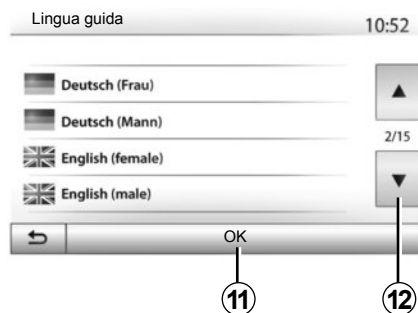 Lingua guida
10:52
Deutsch (Frau)
Deutsch (Mann)
2/15
English (female)
English (male)
OK
11
12